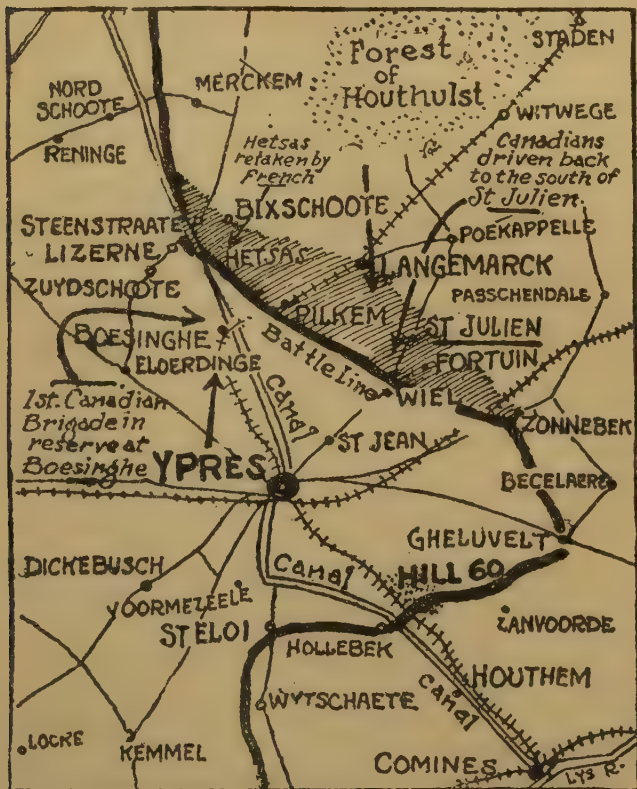 Forest
of
Houthulst
STADEN
NORD
SCHOOTE
MERCKEM
WITWEGE
RENINGE
Hetsas
retaken by
French
Canadians
driven back
to the south of
St Julien.
BIXSCHOOTE
STEENSTRAATE
LIZERNE
HETSAS
POEKAPPELLE
LANGEMARCK
ZUYDSCHOOTE
PASSCHENDALE
PILKEM
ST JULIEN
BOESINGHE
Battle Line
FORTUIN
ELOERDINGE
WIEL
Canal
1st. Canadian
Brigade in
reserve at
Boesinghe
ZONNEBEK
ST JEAN
YPRES
BECELAERE
GHELUVELT
Canal
HILL 60
DICKEBUSCH
VOORMEZEELE
ST ELOI
ZANVOORDE
HOLLEBEK
HOUTHEM
WYTSCHAETE
Canal
LOCRE
KEMMEL
COMINES
LYS R.